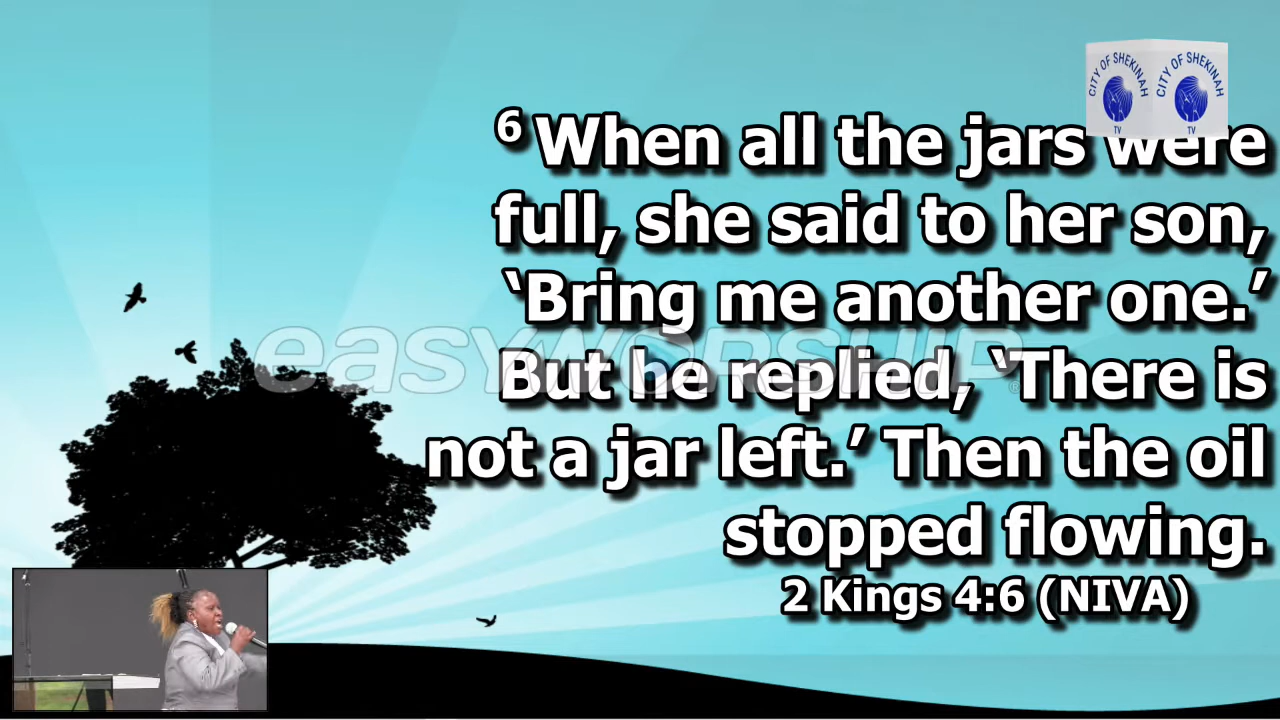 CITY OF SHEKINAH TV
CITY OF SHEKINAH TV
6 When all the jars were
full, she said to her son,
‘Bring me another one.’
But he replied, ‘There is
not a jar left.’ Then the oil
stopped flowing.
2 Kings 4:6 (NIVA)
easyWORSHIP®